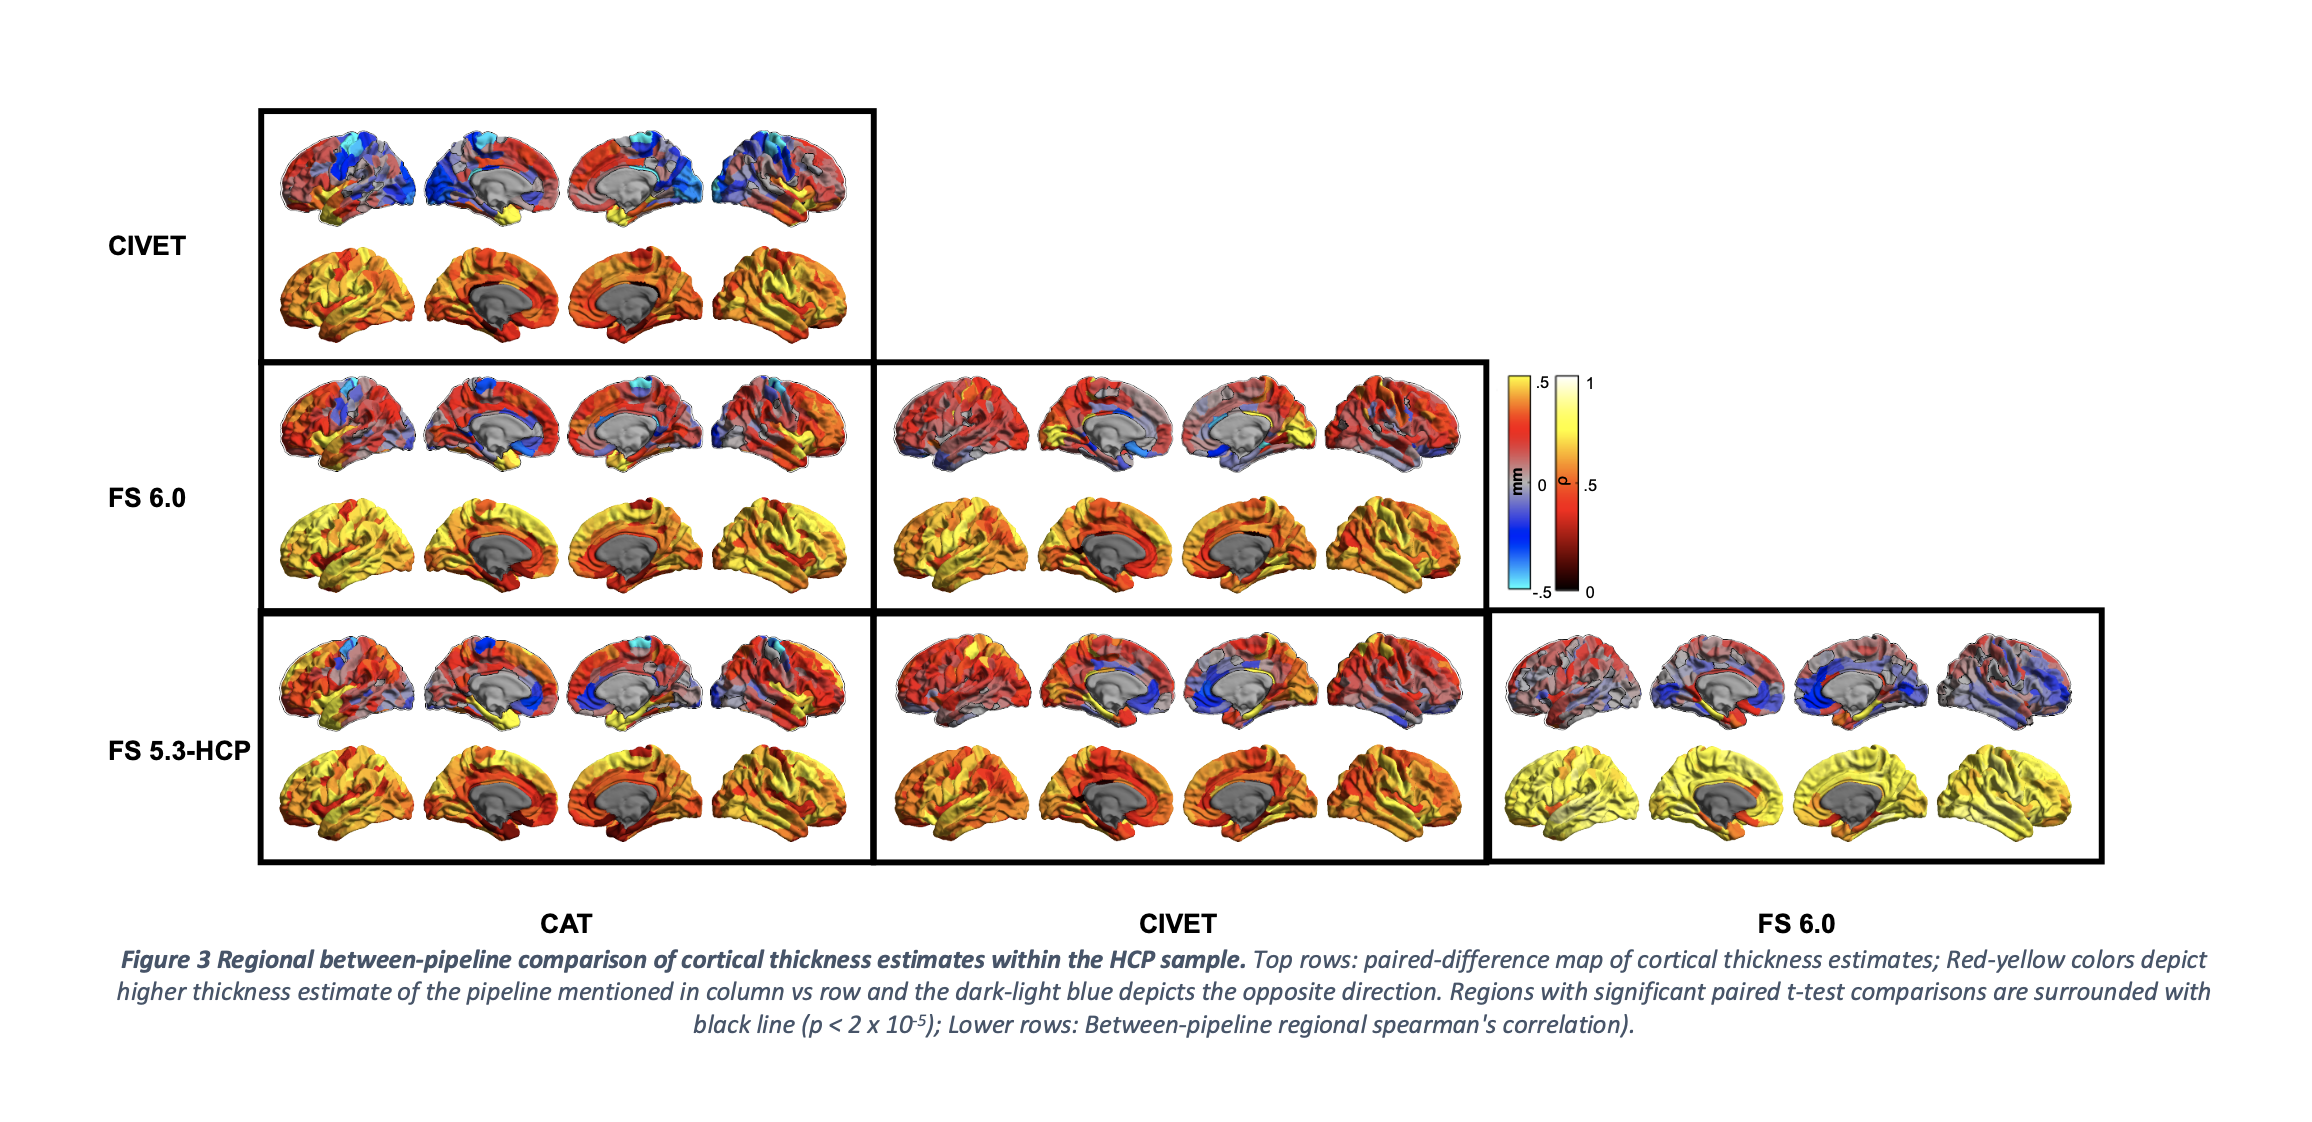 CIVET
FS 6.0
.5 1
mm 0 ρ .5
-.5 0
FS 5.3-HCP
CAT CIVET FS 6.0
Figure 3 Regional between-pipeline comparison of cortical thickness estimates within the HCP sample. Top rows: paired-difference map of cortical thickness estimates; Red-yellow colors depict
higher thickness estimate of the pipeline mentioned in column vs row and the dark-light blue depicts the opposite direction. Regions with significant paired t-test comparisons are surrounded with
black line (p < 2 x 10⁻⁵); Lower rows: Between-pipeline regional spearman's correlation).